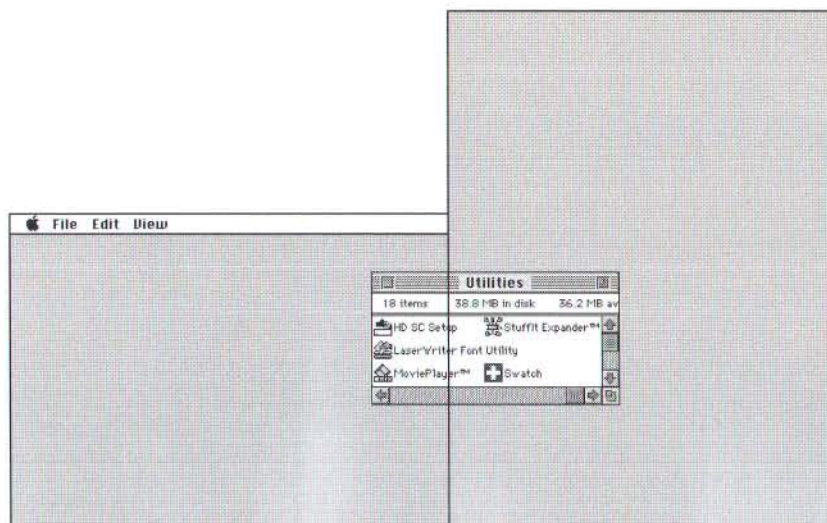 File Edit View
Utilities
18 items 38.8 MB in disk 36.2 MB av
HD SC Setup StuffIt Expander™
LaserWriter Font Utility
MoviePlayer™ Swatch